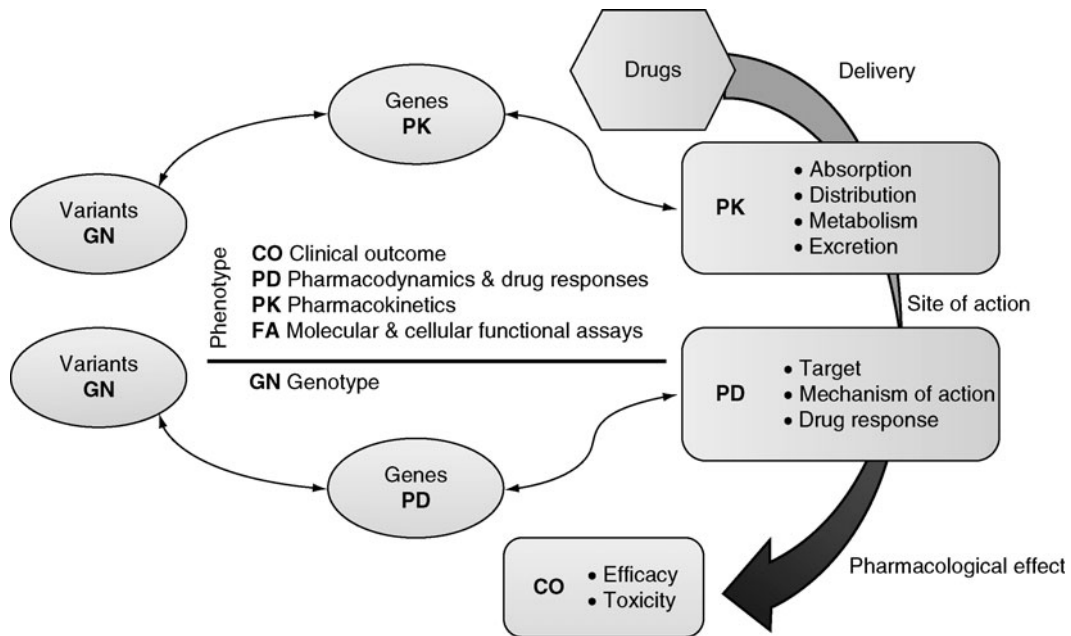 Drugs
Delivery
Genes
PK
Variants
GN
PK
• Absorption
• Distribution
• Metabolism
• Excretion
Phenotype
CO Clinical outcome
PD Pharmacodynamics & drug responses
PK Pharmacokinetics
FA Molecular & cellular functional assays
GN Genotype
Site of action
Variants
GN
PD
• Target
• Mechanism of action
• Drug response
Genes
PD
Pharmacological effect
CO
• Efficacy
• Toxicity